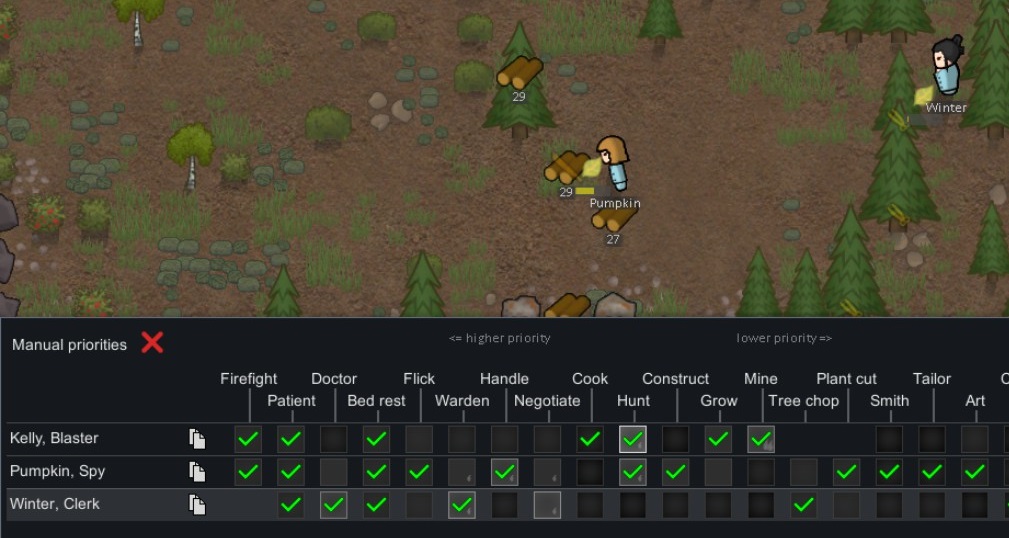 29
Winter
29
Pumpkin
27
Manual priorities
<= higher priority
lower priority =>
Firefight Doctor Flick Handle Cook Construct Mine Plant cut Tailor
Patient Bed rest Warden Negotiate Hunt Grow Tree chop Smith Art
Kelly, Blaster
Pumpkin, Spy
Winter, Clerk